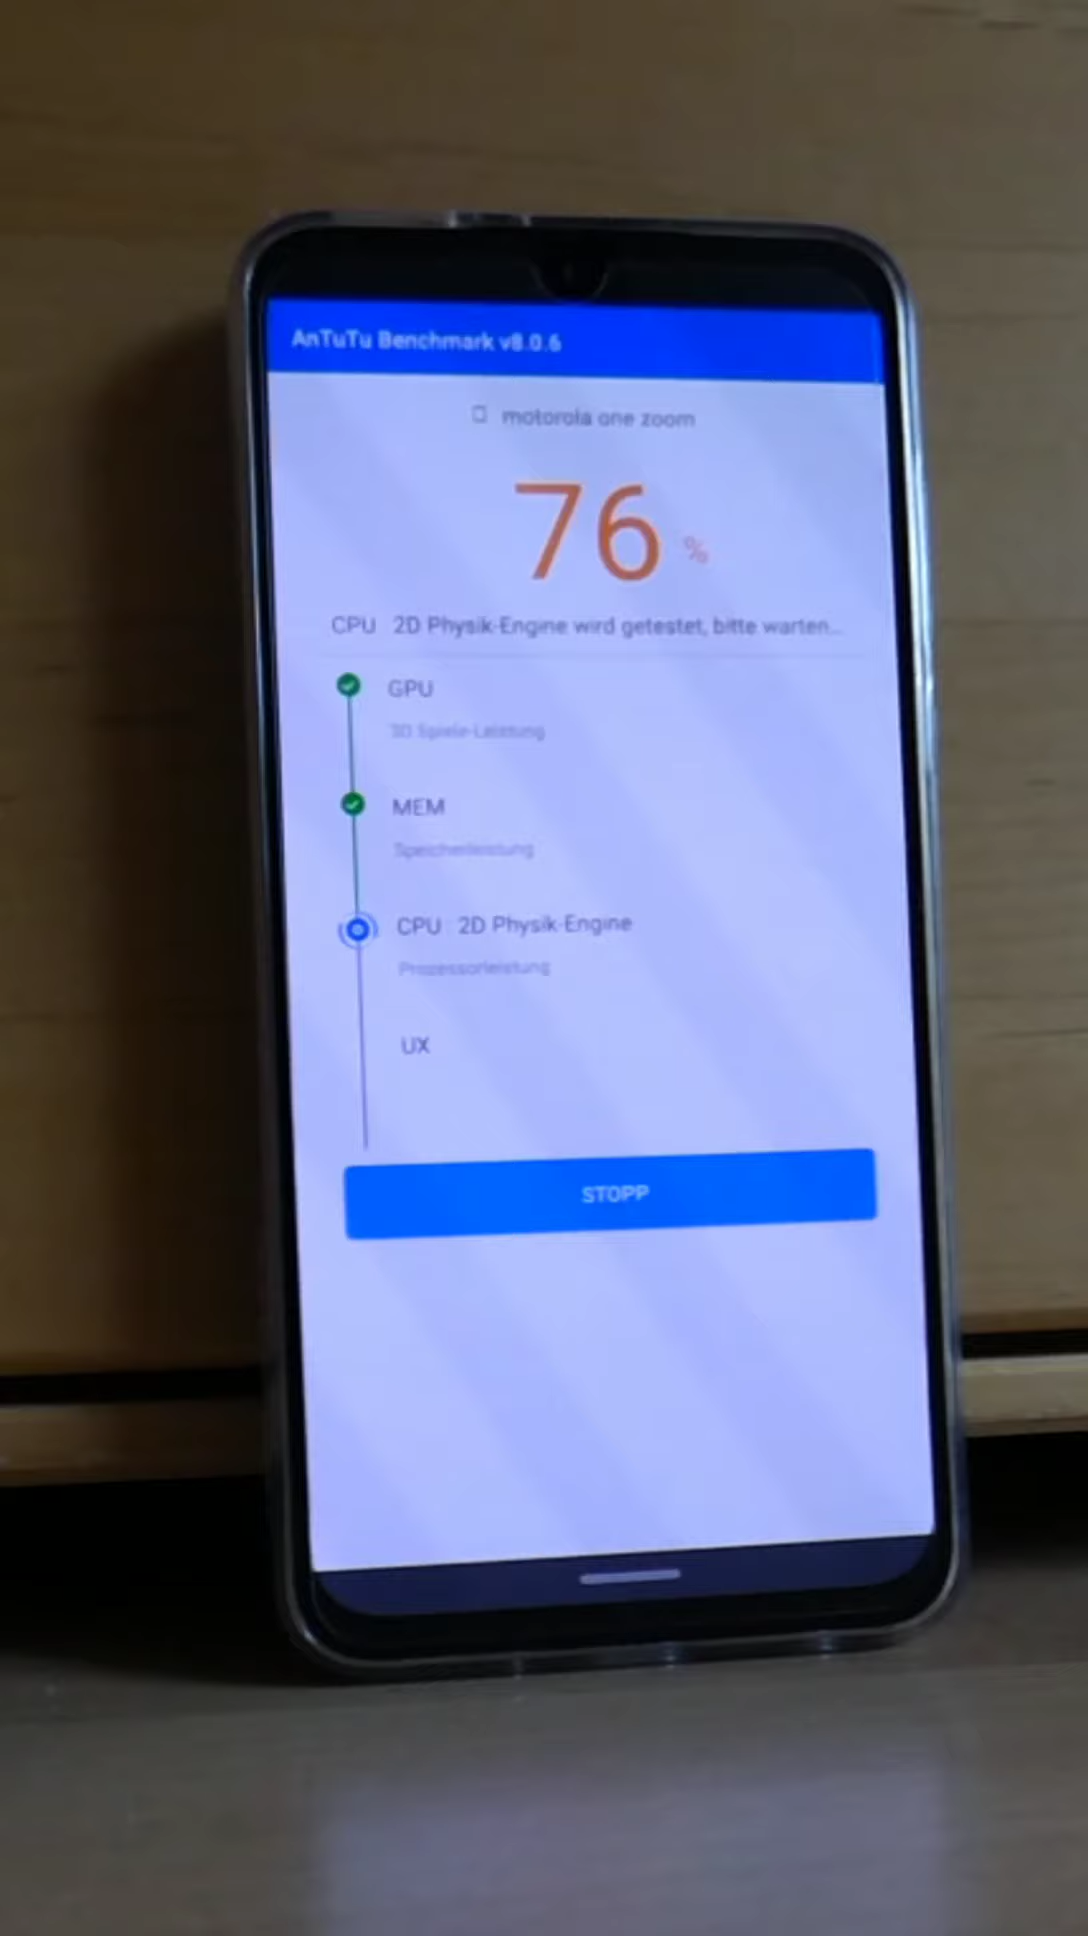 AnTuTu Benchmark v8.0.6
motorola one zoom
76 %
CPU 2D Physik-Engine wird getestet, bitte warten...
GPU
3D Spiele-Leistung
MEM
Speicherleistung
CPU 2D Physik-Engine
Prozessorleistung
UX
STOPP